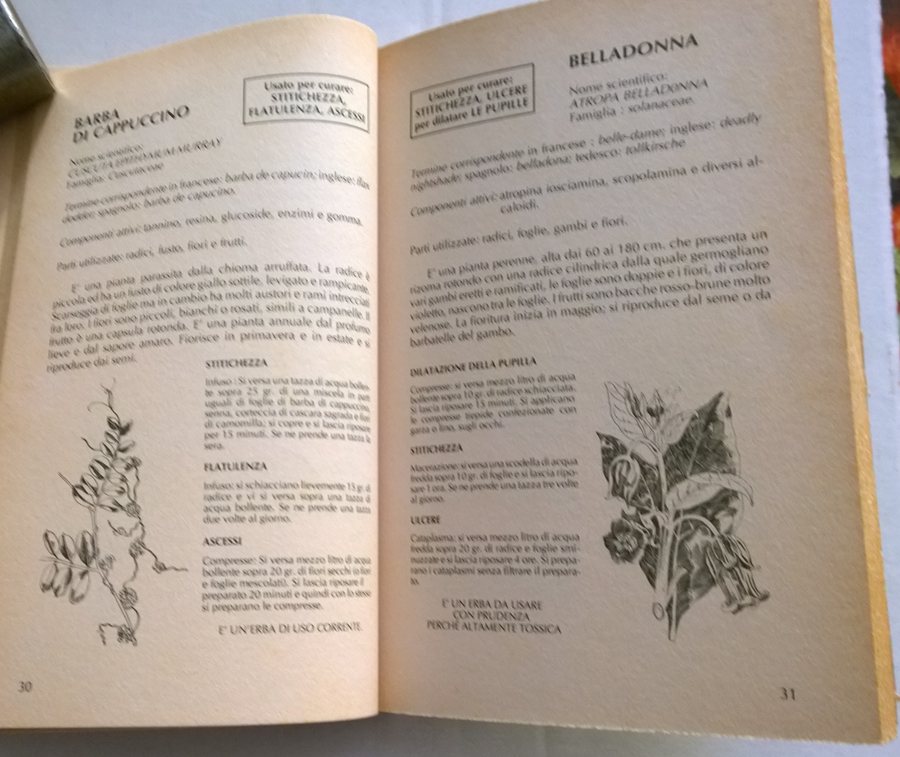 BARBA
DI CAPPUCCINO
Usato per curare:
STITICHEZZA,
FLATULENZA, ASCESSI
Nome scientifico:
CUSCUTA EPITHYMUM MURRAY
Famiglia: Cuscutaceae
Termine corrispondente in francese: barba de capucin; inglese: flax
dodder; spagnolo: barba de capucino.
Componenti attivi: tannino, resina, glucoside, enzimi e gomma.
Parti utilizzate: radici, fusto, fiori e frutti.
E' una pianta parassita dalla chioma arruffata. La radice è
piccola ed ha un fusto di colore giallo sottile, levigato e rampicante.
Scarseggia di foglie ma in cambio ha molti austori e rami intrecciati
fra loro. I fiori sono piccoli, bianchi o rosati, simili a campanelle. Il
frutto è una capsula rotonda. E' una pianta annuale dal profumo
lieve e dal sapore amaro. Fiorisce in primavera e in estate e si
riproduce dai semi.
STITICHEZZA
Infuso : Si versa una tazza di acqua bollen-
te sopra 25 gr. di una miscela in parti
uguali di foglie di barba di cappuccino,
senna, corteccia di cascara sagrada e fiori
di camomilla; si copre e si lascia riposare
per 15 minuti. Se ne prende una tazza la
sera.
FLATULENZA
Infuso: si schiacciano lievemente 15 gr. di
radice e vi si versa sopra una tazza di
acqua bollente. Se ne prende una tazza
due volte al giorno.
ASCESSI
Compresse: Si versa mezzo litro di acqua
bollente sopra 20 gr. di fiori secchi (o fiori
e foglie mescolati). Si lascia riposare il
preparato 20 minuti e quindi con lo stesso
si preparano le compresse.
E' UN'ERBA DI USO CORRENTE.
30
BELLADONNA
Usato per curare:
STITICHEZZA, ULCERE
per dilatare LE PUPILLE
Nome scientifico:
ATROPA BELLADONNA
Famiglia : solanaceae.
Termine corrispondente in francese : belle-dame; inglese: deadly
nightshade; spagnolo: belladona; tedesco: tollkirsche
Componenti attivi: atropina iosciamina, scopolamina e diversi al-
caloidi.
Parti utilizzate: radici, foglie, gambi e fiori.
E' una pianta perenne, alta dai 60 ai 180 cm, che presenta un
rizoma rotondo con una radice cilindrica dalla quale germogliano
vari gambi eretti e ramificati, le foglie sono doppie e i fiori, di colore
violetto, nascono tra le foglie. I frutti sono bacche rosso-brune molto
velenose. La fioritura inizia in maggio; si riproduce dal seme o da
barbatelle del gambo.
DILATAZIONE DELLA PUPILLA
Compresse: si versa mezzo litro di acqua
bollente sopra 10 gr. di radice schiacciata.
Si lascia riposare 15 minuti. Si applicano
le compresse tiepide confezionate con
garza o lino, sugli occhi.
STITICHEZZA
Macerazione: si versa una scodella di acqua
fredda sopra 10 gr. di foglie e si lascia ripo-
sare 1 ora. Se ne prende una tazza tre volte
al giorno.
ULCERE
Cataplasma: si versa mezzo litro di acqua
fredda sopra 20 gr. di radice e foglie smi-
nuzzate e si lascia riposare 4 ore. Si prepa-
rano i cataplasmi senza filtrare il prepara-
to.
E' UN ERBA DA USARE
CON PRUDENZA
PERCHÉ ALTAMENTE TOSSICA
31